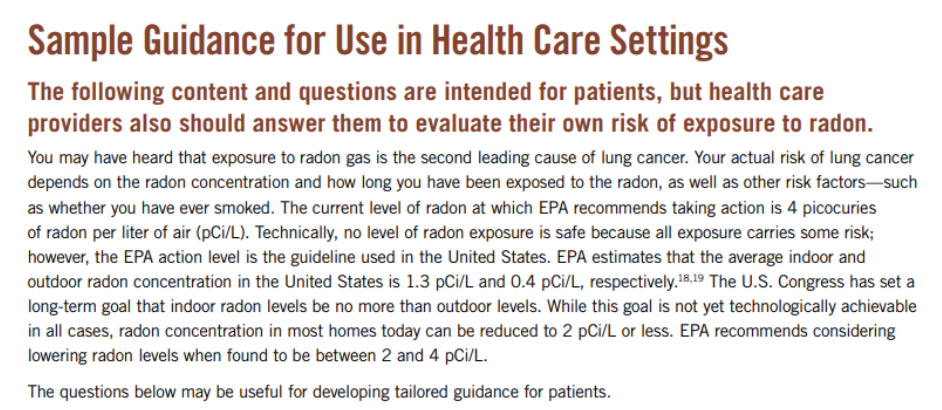 Sample Guidance for Use in Health Care Settings
The following content and questions are intended for patients, but health care
providers also should answer them to evaluate their own risk of exposure to radon.
You may have heard that exposure to radon gas is the second leading cause of lung cancer. Your actual risk of lung cancer
depends on the radon concentration and how long you have been exposed to the radon, as well as other risk factors—such
as whether you have ever smoked. The current level of radon at which EPA recommends taking action is 4 picocuries
of radon per liter of air (pCi/L). Technically, no level of radon exposure is safe because all exposure carries some risk;
however, the EPA action level is the guideline used in the United States. EPA estimates that the average indoor and
outdoor radon concentration in the United States is 1.3 pCi/L and 0.4 pCi/L, respectively.18,19 The U.S. Congress has set a
long-term goal that indoor radon levels be no more than outdoor levels. While this goal is not yet technologically achievable
in all cases, radon concentration in most homes today can be reduced to 2 pCi/L or less. EPA recommends considering
lowering radon levels when found to be between 2 and 4 pCi/L.
The questions below may be useful for developing tailored guidance for patients.